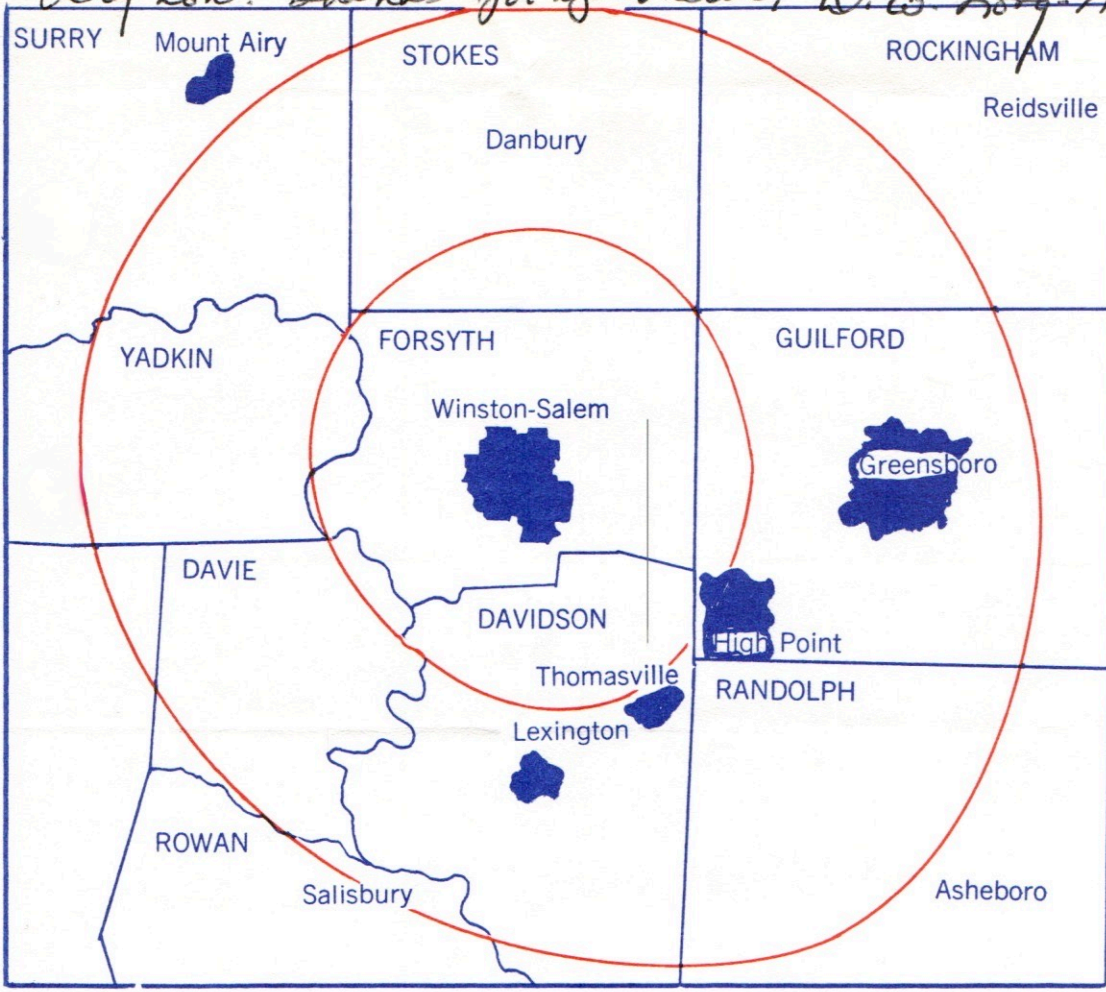 SURRY
Mount Airy
STOKES
ROCKINGHAM
Reidsville
Danbury
FORSYTH
GUILFORD
YADKIN
Winston-Salem
Greensboro
DAVIE
DAVIDSON
High Point
Thomasville
RANDOLPH
Lexington
ROWAN
Salisbury
Asheboro